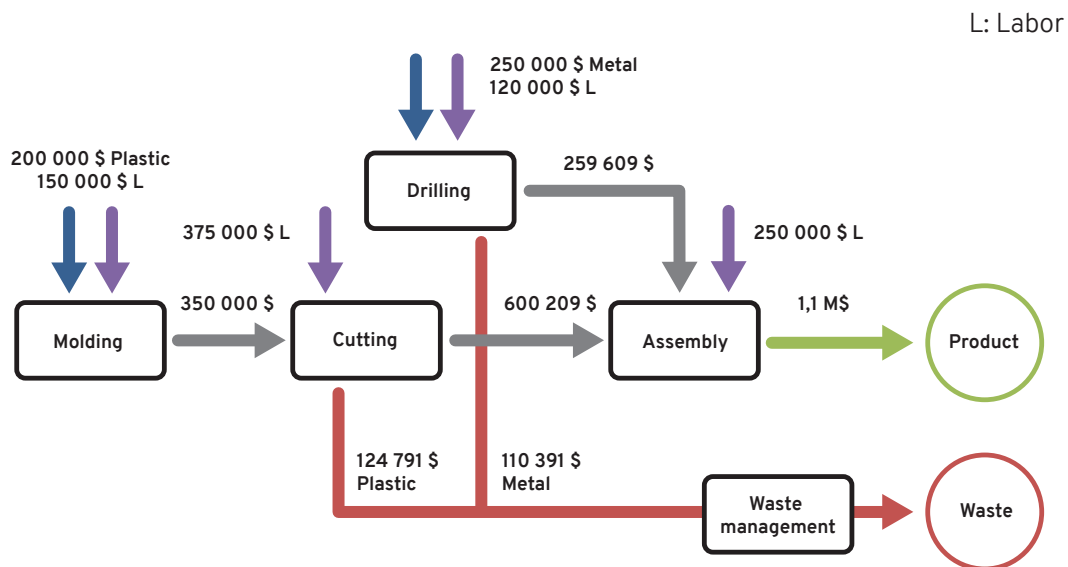 L: Labor
250 000 $ Metal
120 000 $ L
200 000 $ Plastic
150 000 $ L
Drilling
259 609 $
375 000 $ L
250 000 $ L
350 000 $
600 209 $
1,1 M$
Molding
Cutting
Assembly
Product
124 791 $
Plastic
110 391 $
Metal
Waste
management
Waste